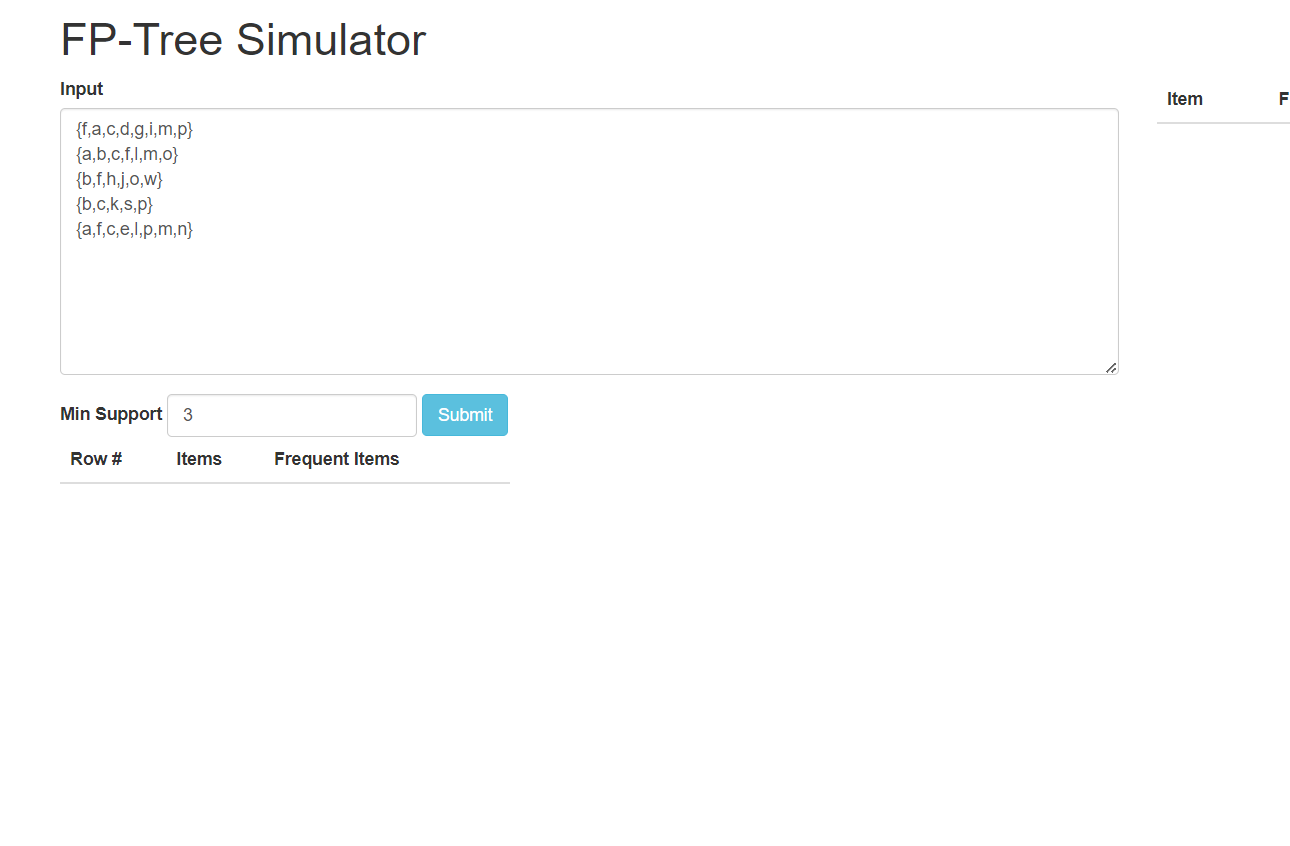 FP-Tree Simulator
Input
Item F
{f,a,c,d,g,i,m,p}
{a,b,c,f,l,m,o}
{b,f,h,j,o,w}
{b,c,k,s,p}
{a,f,c,e,l,p,m,n}
Min Support 3 Submit
Row # Items Frequent Items